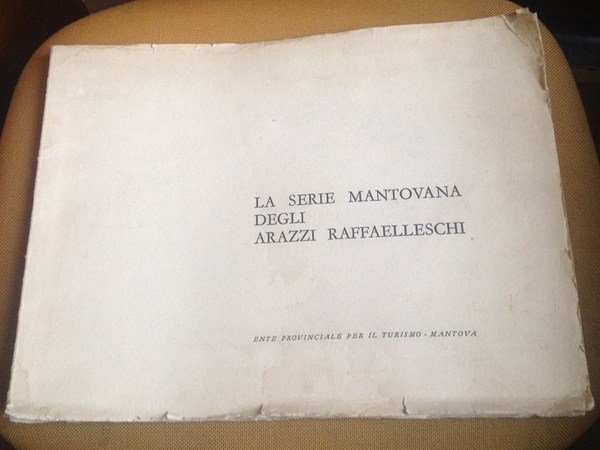 LA SERIE MANTOVANA
DEGLI
ARAZZI RAFFAELLESCHI
ENTE PROVINCIALE PER IL TURISMO - MANTOVA